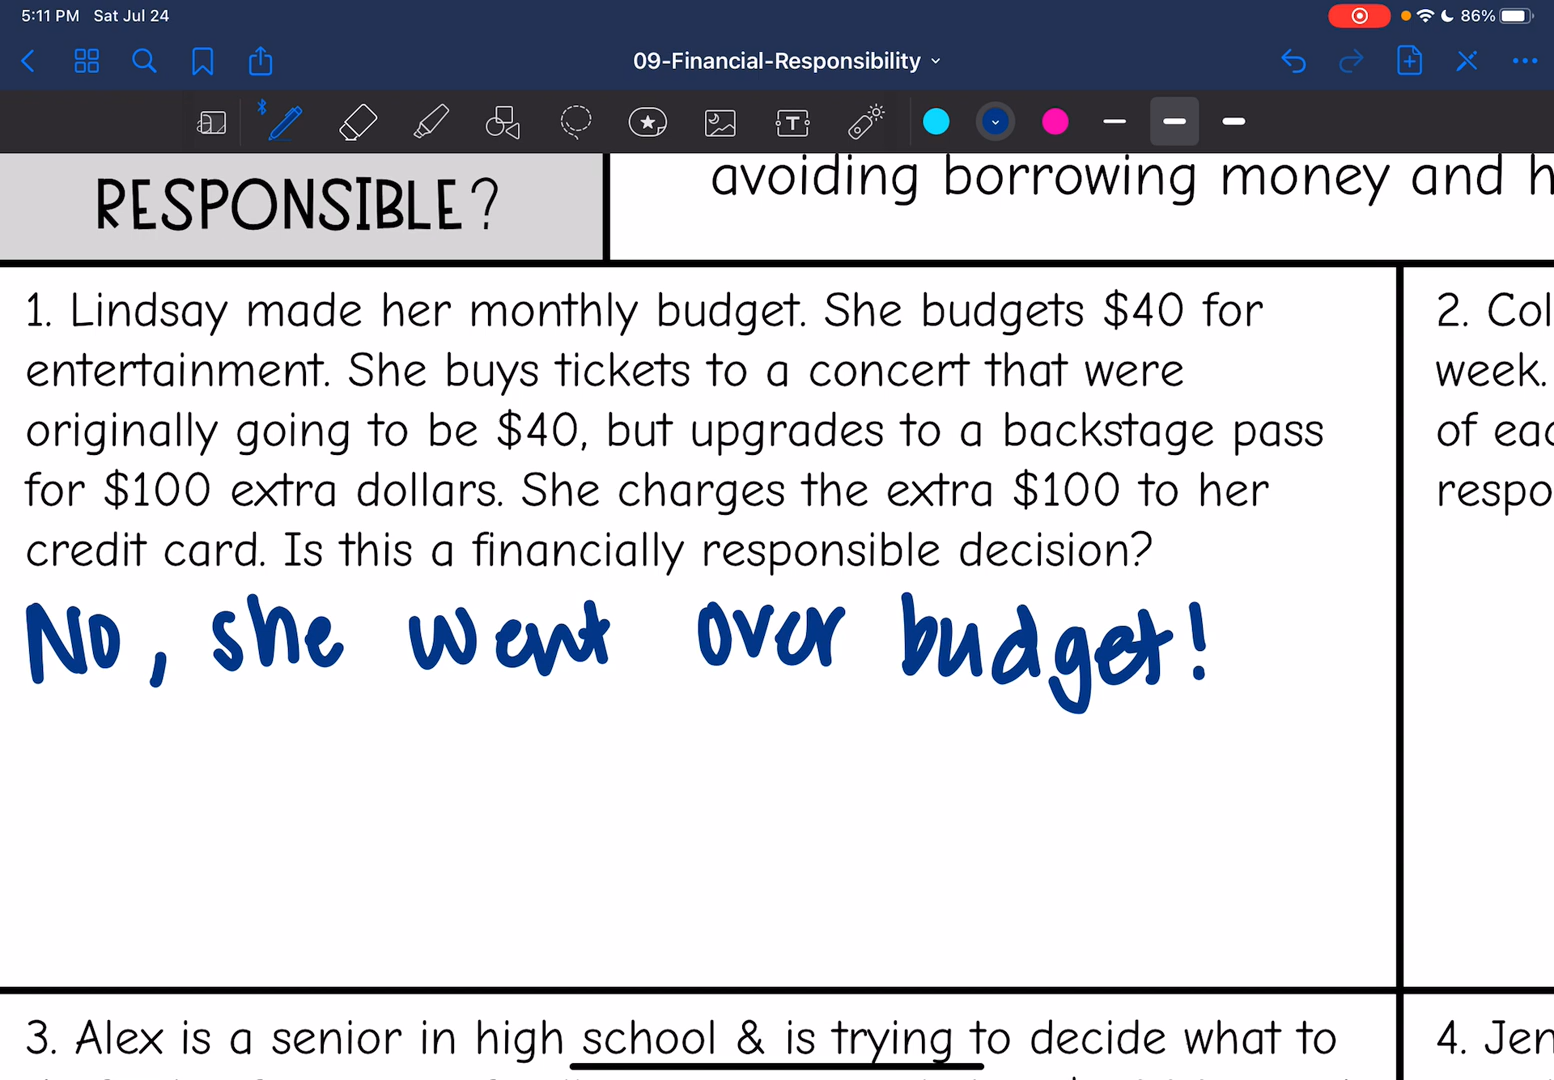 5:11 PM Sat Jul 24
86%
09-Financial-Responsibility
T
RESPONSIBLE?
avoiding borrowing money and h
1. Lindsay made her monthly budget. She budgets $40 for
entertainment. She buys tickets to a concert that were
originally going to be $40, but upgrades to a backstage pass
for $100 extra dollars. She charges the extra $100 to her
credit card. Is this a financially responsible decision?
No, she went over budget!
2. Col
week.
of eac
respo
3. Alex is a senior in high school & is trying to decide what to
4. Jen